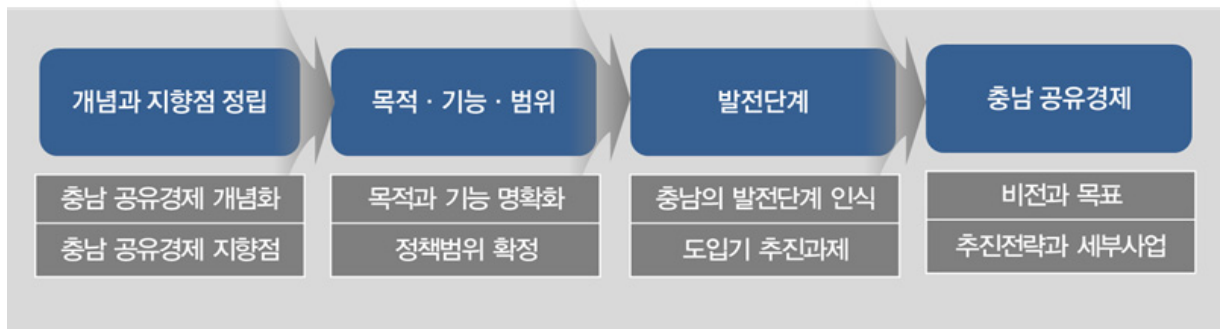 개념과 지향점 정립
목적 · 기능 · 범위
발전단계
충남 공유경제
충남 공유경제 개념화
목적과 기능 명확화
충남의 발전단계 인식
비전과 목표
충남 공유경제 지향점
정책범위 확정
도입기 추진과제
추진전략과 세부사업